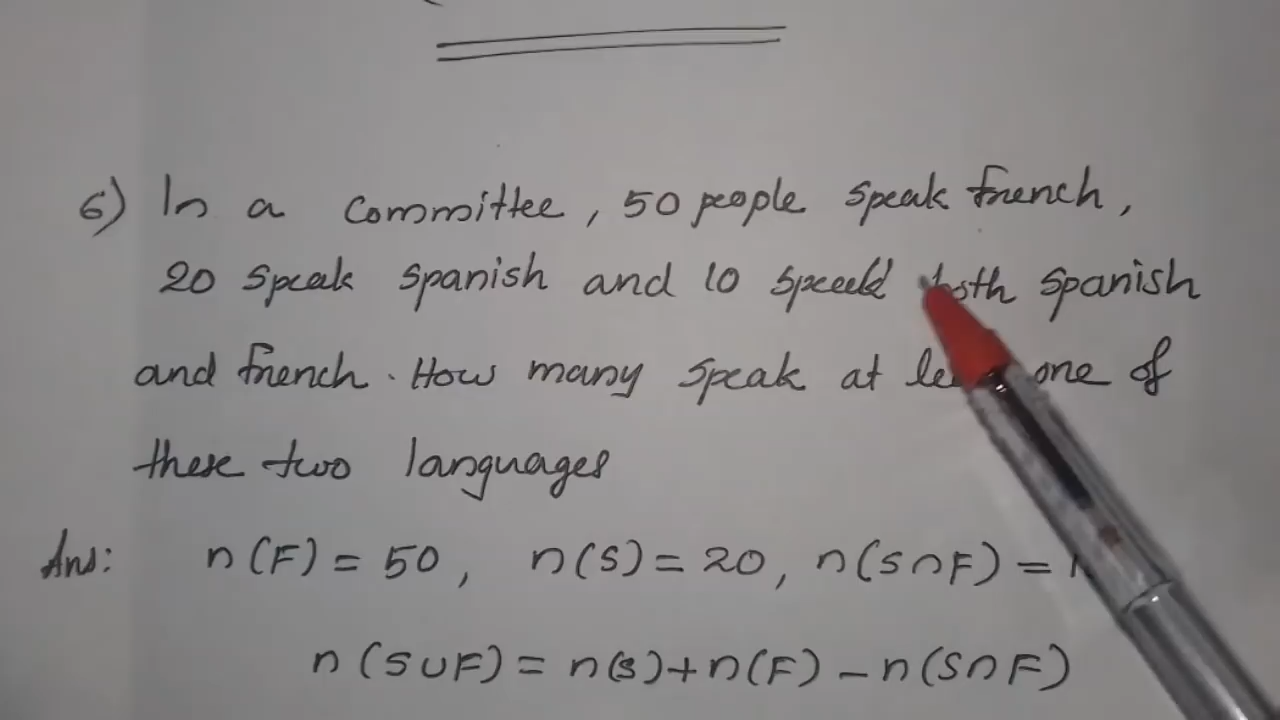 6) In a committee, 50 people speak French,
20 speak Spanish and 10 speak both Spanish
and French. How many speak at least one of
these two languages
Ans: n(F) = 50, n(S) = 20, n(S∩F) =
n(S∪F) = n(S)+n(F) - n(S∩F)